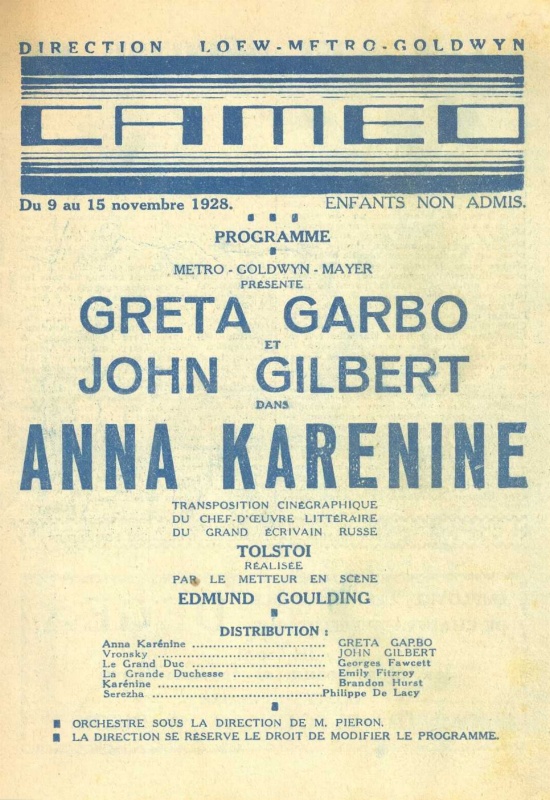 DIRECTION LOEW-METRO-GOLDWYN
CAMEO
Du 9 au 15 novembre 1928. ENFANTS NON ADMIS.
PROGRAMME
METRO-GOLDWYN-MAYER
PRÉSENTE
GRETA GARBO
ET
JOHN GILBERT
DANS
ANNA KARENINE
TRANSPOSITION CINÉGRAPHIQUE
DU CHEF-D'ŒUVRE LITTÉRAIRE
DU GRAND ÉCRIVAIN RUSSE
TOLSTOI
RÉALISÉE
PAR LE METTEUR EN SCÈNE
EDMUND GOULDING
DISTRIBUTION :
Anna Karénine ........................ GRETA GARBO
Vronsky ........................ JOHN GILBERT
Le Grand Duc ........................ Georges Fawcett
La Grande Duchesse ........................ Emily Fitzroy
Karénine ........................ Brandon Hurst
Serezha ........................ Philippe De Lacy
ORCHESTRE SOUS LA DIRECTION DE M. PIERON.
LA DIRECTION SE RÉSERVE LE DROIT DE MODIFIER LE PROGRAMME.